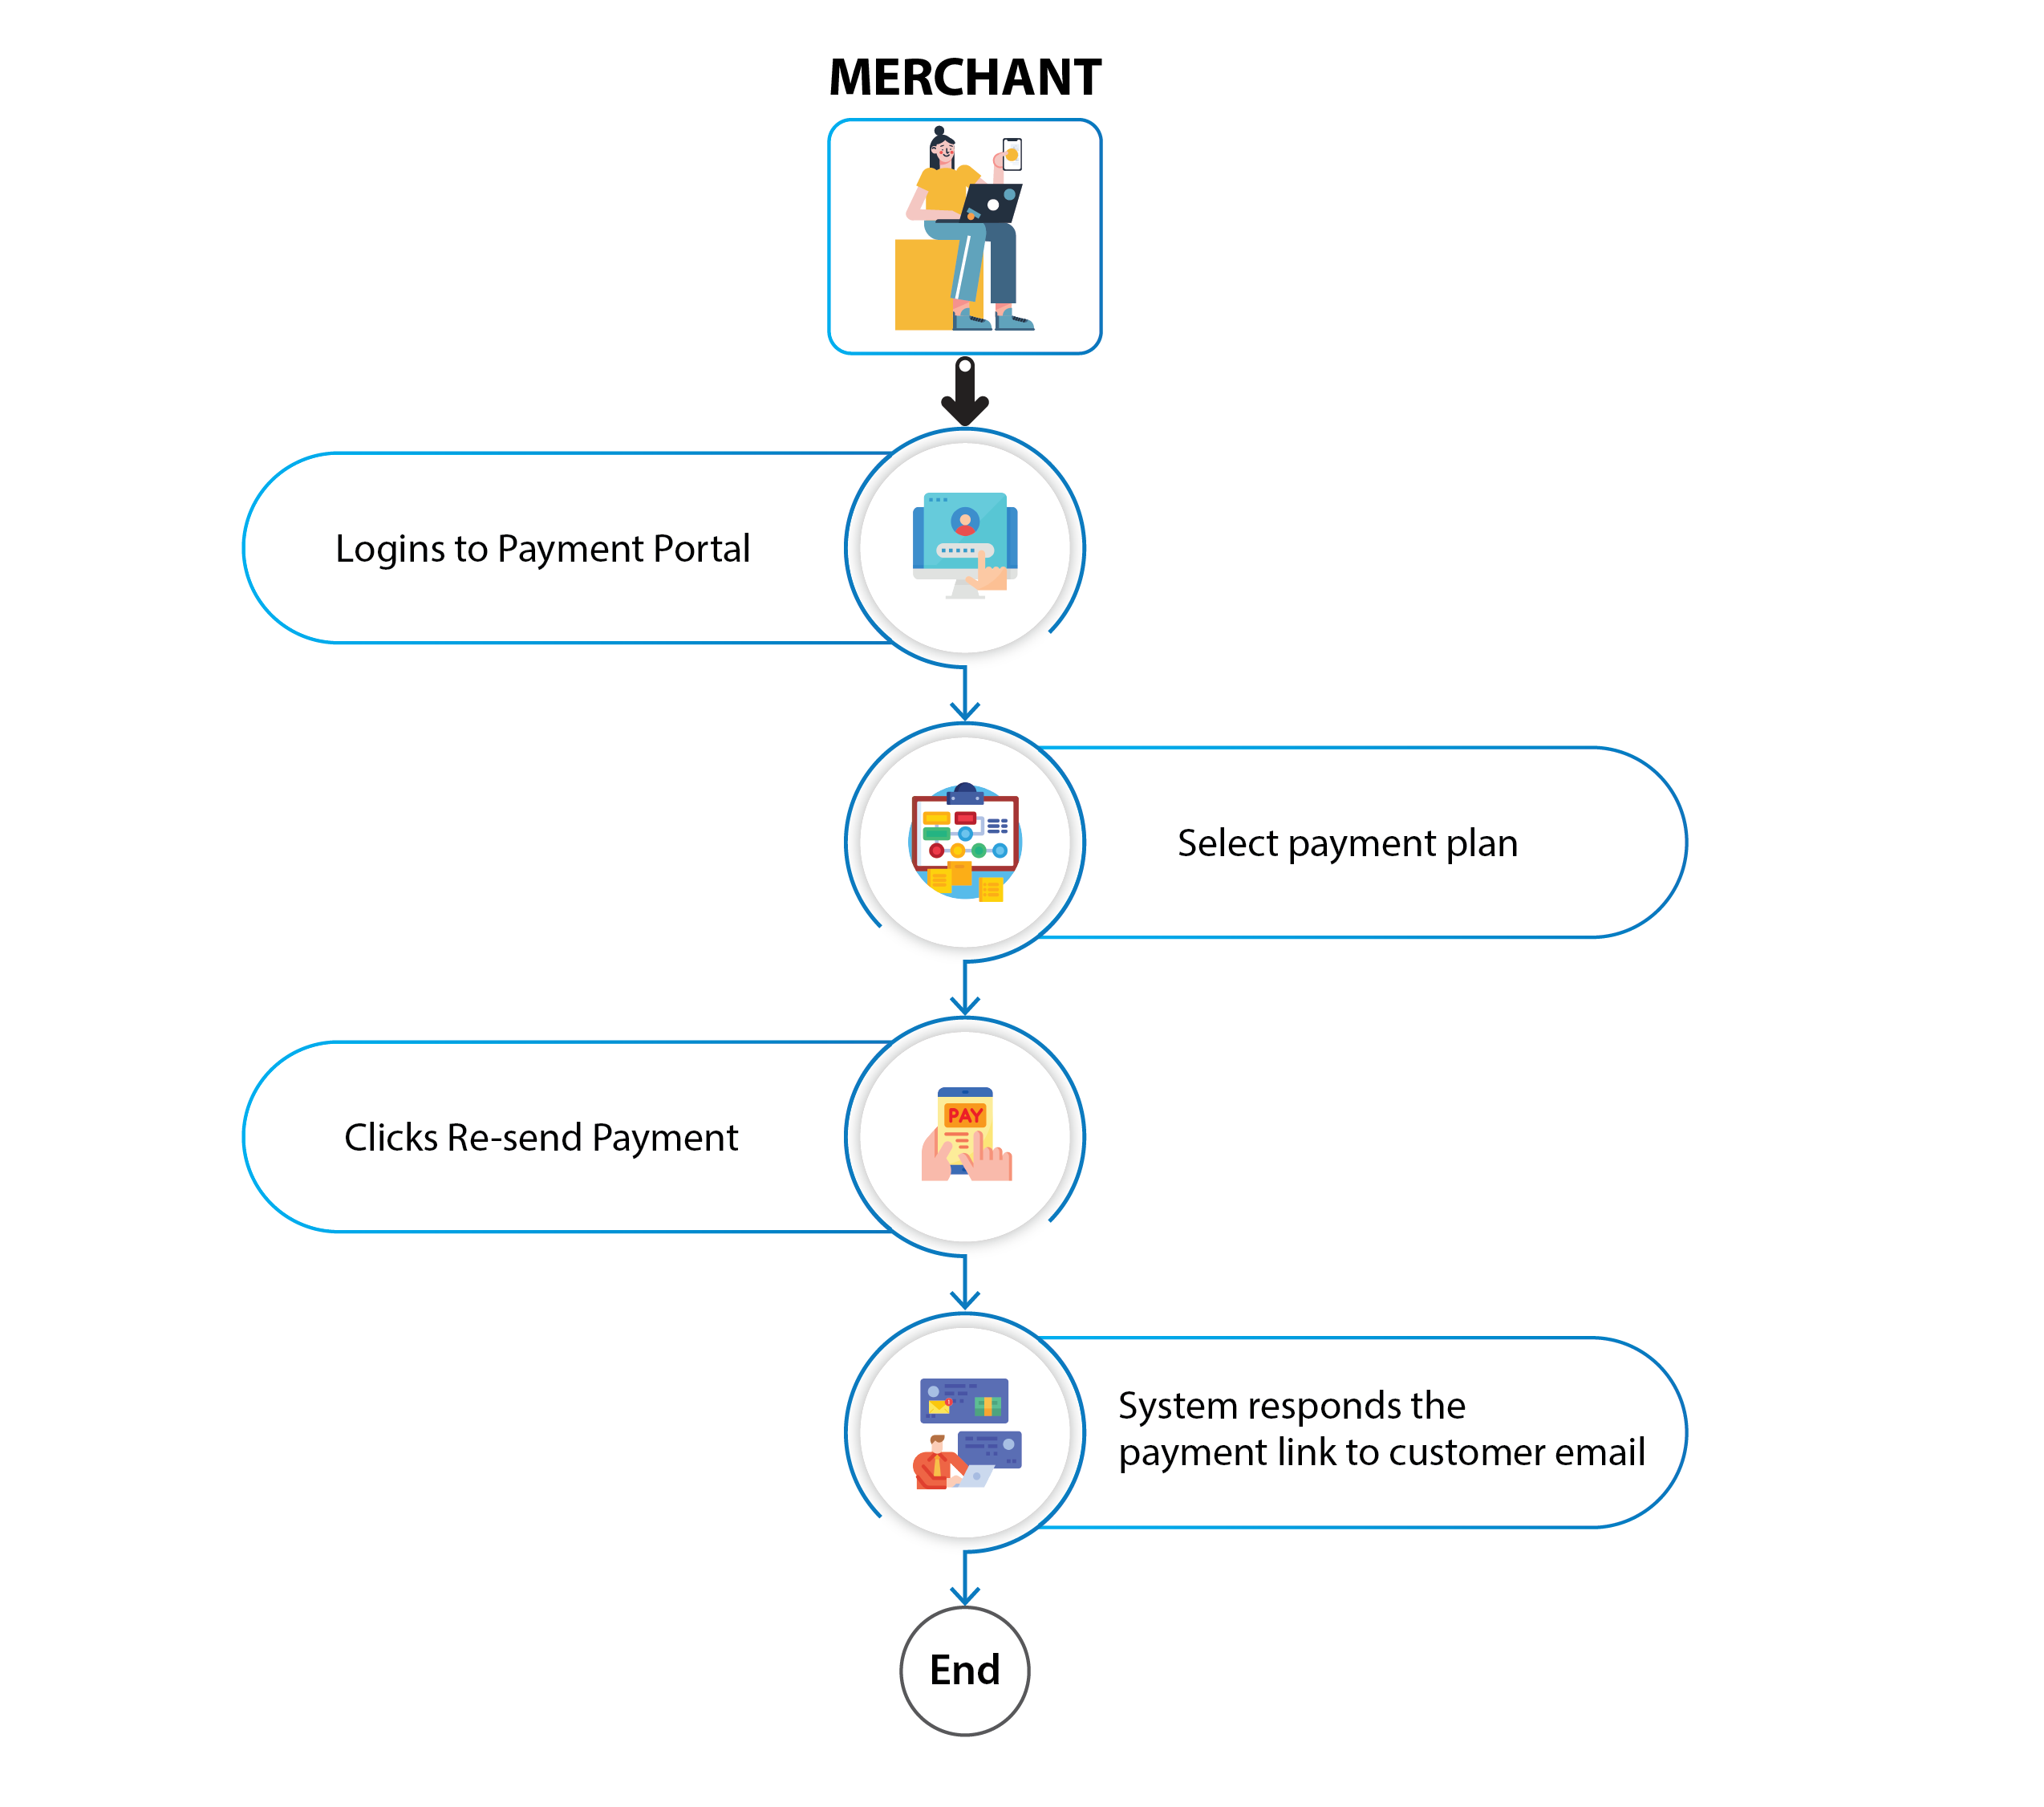 MERCHANT
Logins to Payment Portal
Select payment plan
Clicks Re-send Payment
PAY
System responds the
payment link to customer email
End